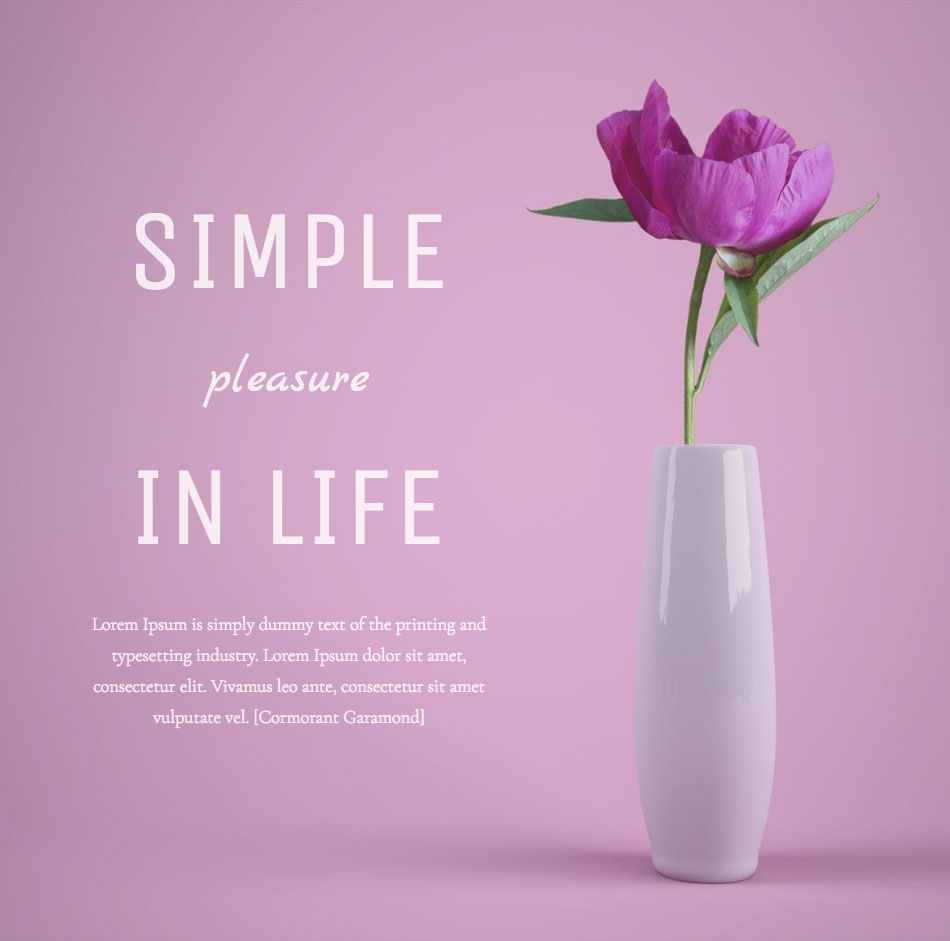 SIMPLE
pleasure
IN LIFE
Lorem Ipsum is simply dummy text of the printing and
typesetting industry. Lorem Ipsum dolor sit amet,
consectetur elit. Vivamus leo ante, consectetur sit amet
vulputate vel. [Cormorant Garamond]